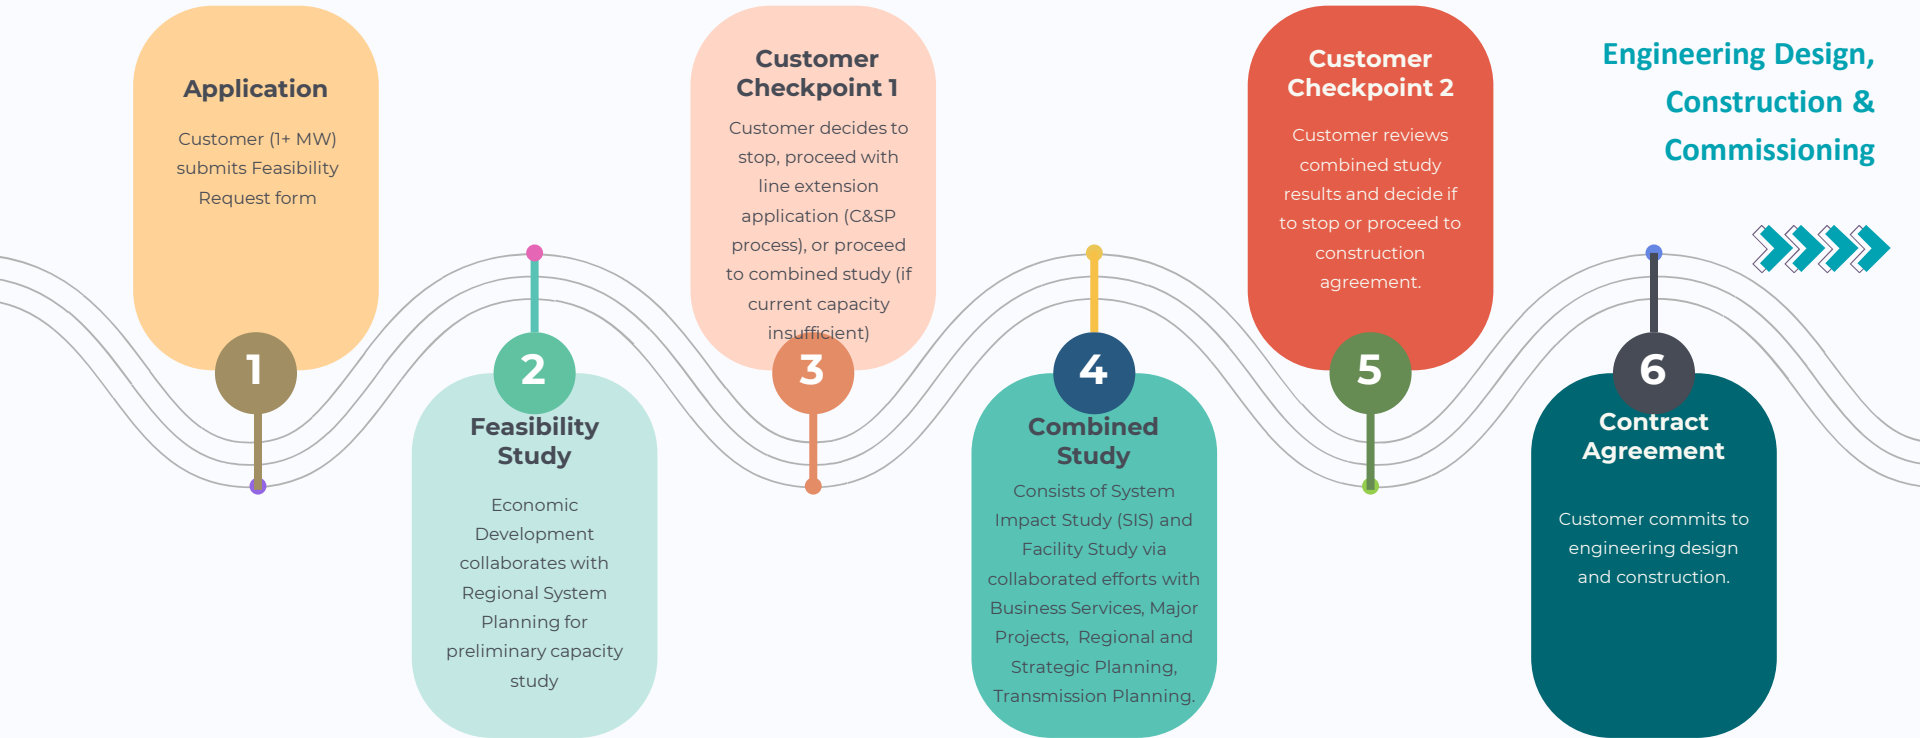 Application
Customer (1+ MW)
submits Feasibility
Request form
1
2
Feasibility
Study
Economic
Development
collaborates with
Regional System
Planning for
preliminary capacity
study
Customer
Checkpoint 1
Customer decides to
stop, proceed with
line extension
application (C&SP
process), or proceed
to combined study (if
current capacity
insufficient)
3
4
Combined
Study
Consists of System
Impact Study (SIS) and
Facility Study via
collaborated efforts with
Business Services, Major
Projects,  Regional and
Strategic Planning,
Transmission Planning.
Customer
Checkpoint 2
Customer reviews
combined study
results and decide if
to stop or proceed to
construction
agreement.
5
6
Contract
Agreement
Customer commits to
engineering design
and construction.
Engineering Design,
Construction &
Commissioning